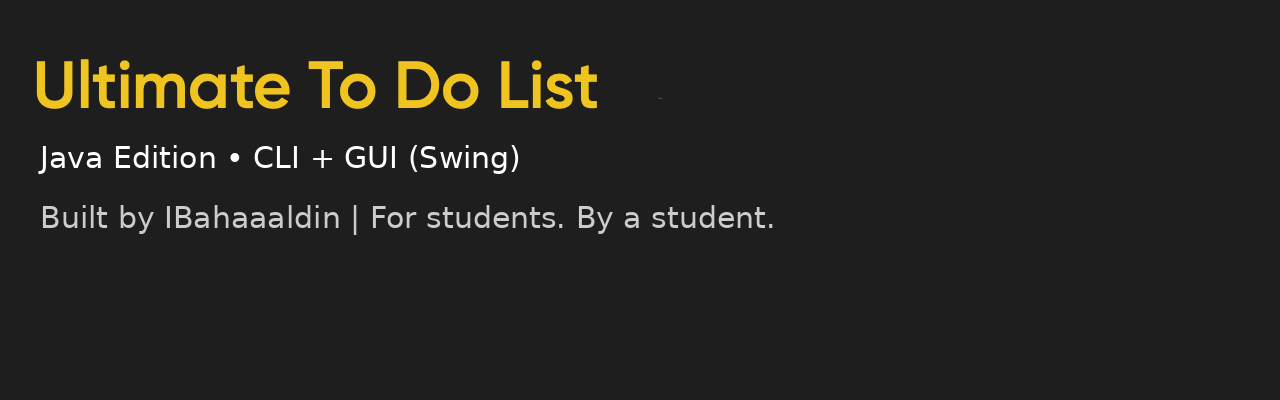 Ultimate To Do List
Java Edition • CLI + GUI (Swing)
Built by IBahaaaldin | For students. By a student.